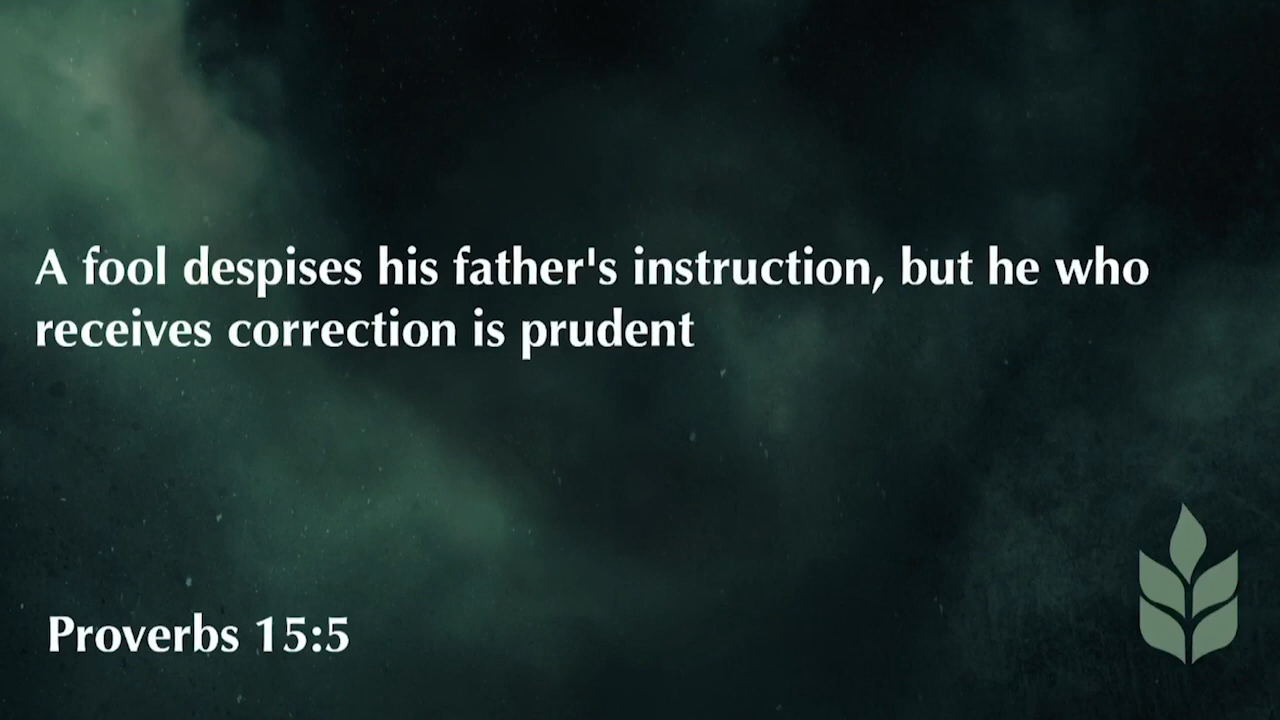 A fool despises his father's instruction, but he who
receives correction is prudent
Proverbs 15:5